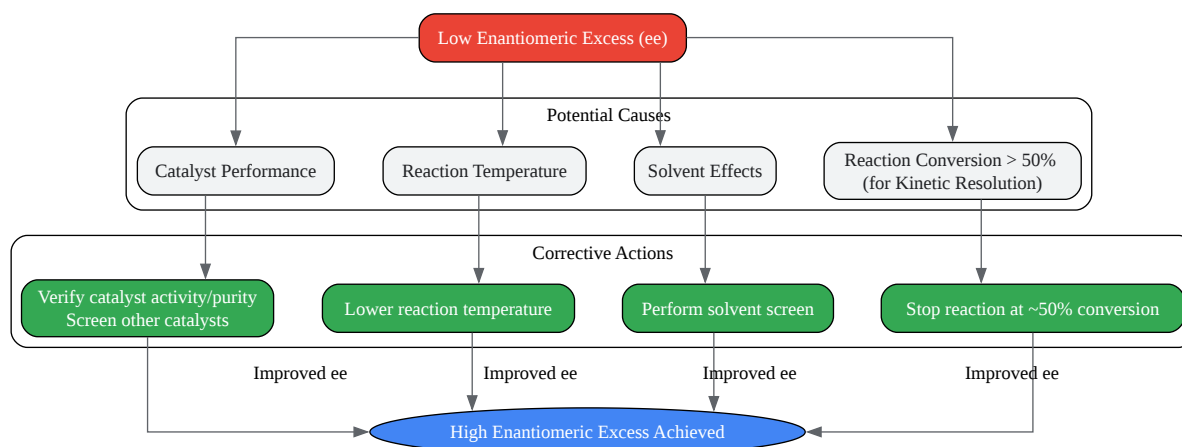 Low Enantiomeric Excess (ee)
Potential Causes
Catalyst Performance
Reaction Temperature
Solvent Effects
Reaction Conversion > 50%
(for Kinetic Resolution)
Corrective Actions
Verify catalyst activity/purity
Screen other catalysts
Lower reaction temperature
Perform solvent screen
Stop reaction at ~50% conversion
Improved ee
Improved ee
Improved ee
Improved ee
High Enantiomeric Excess Achieved